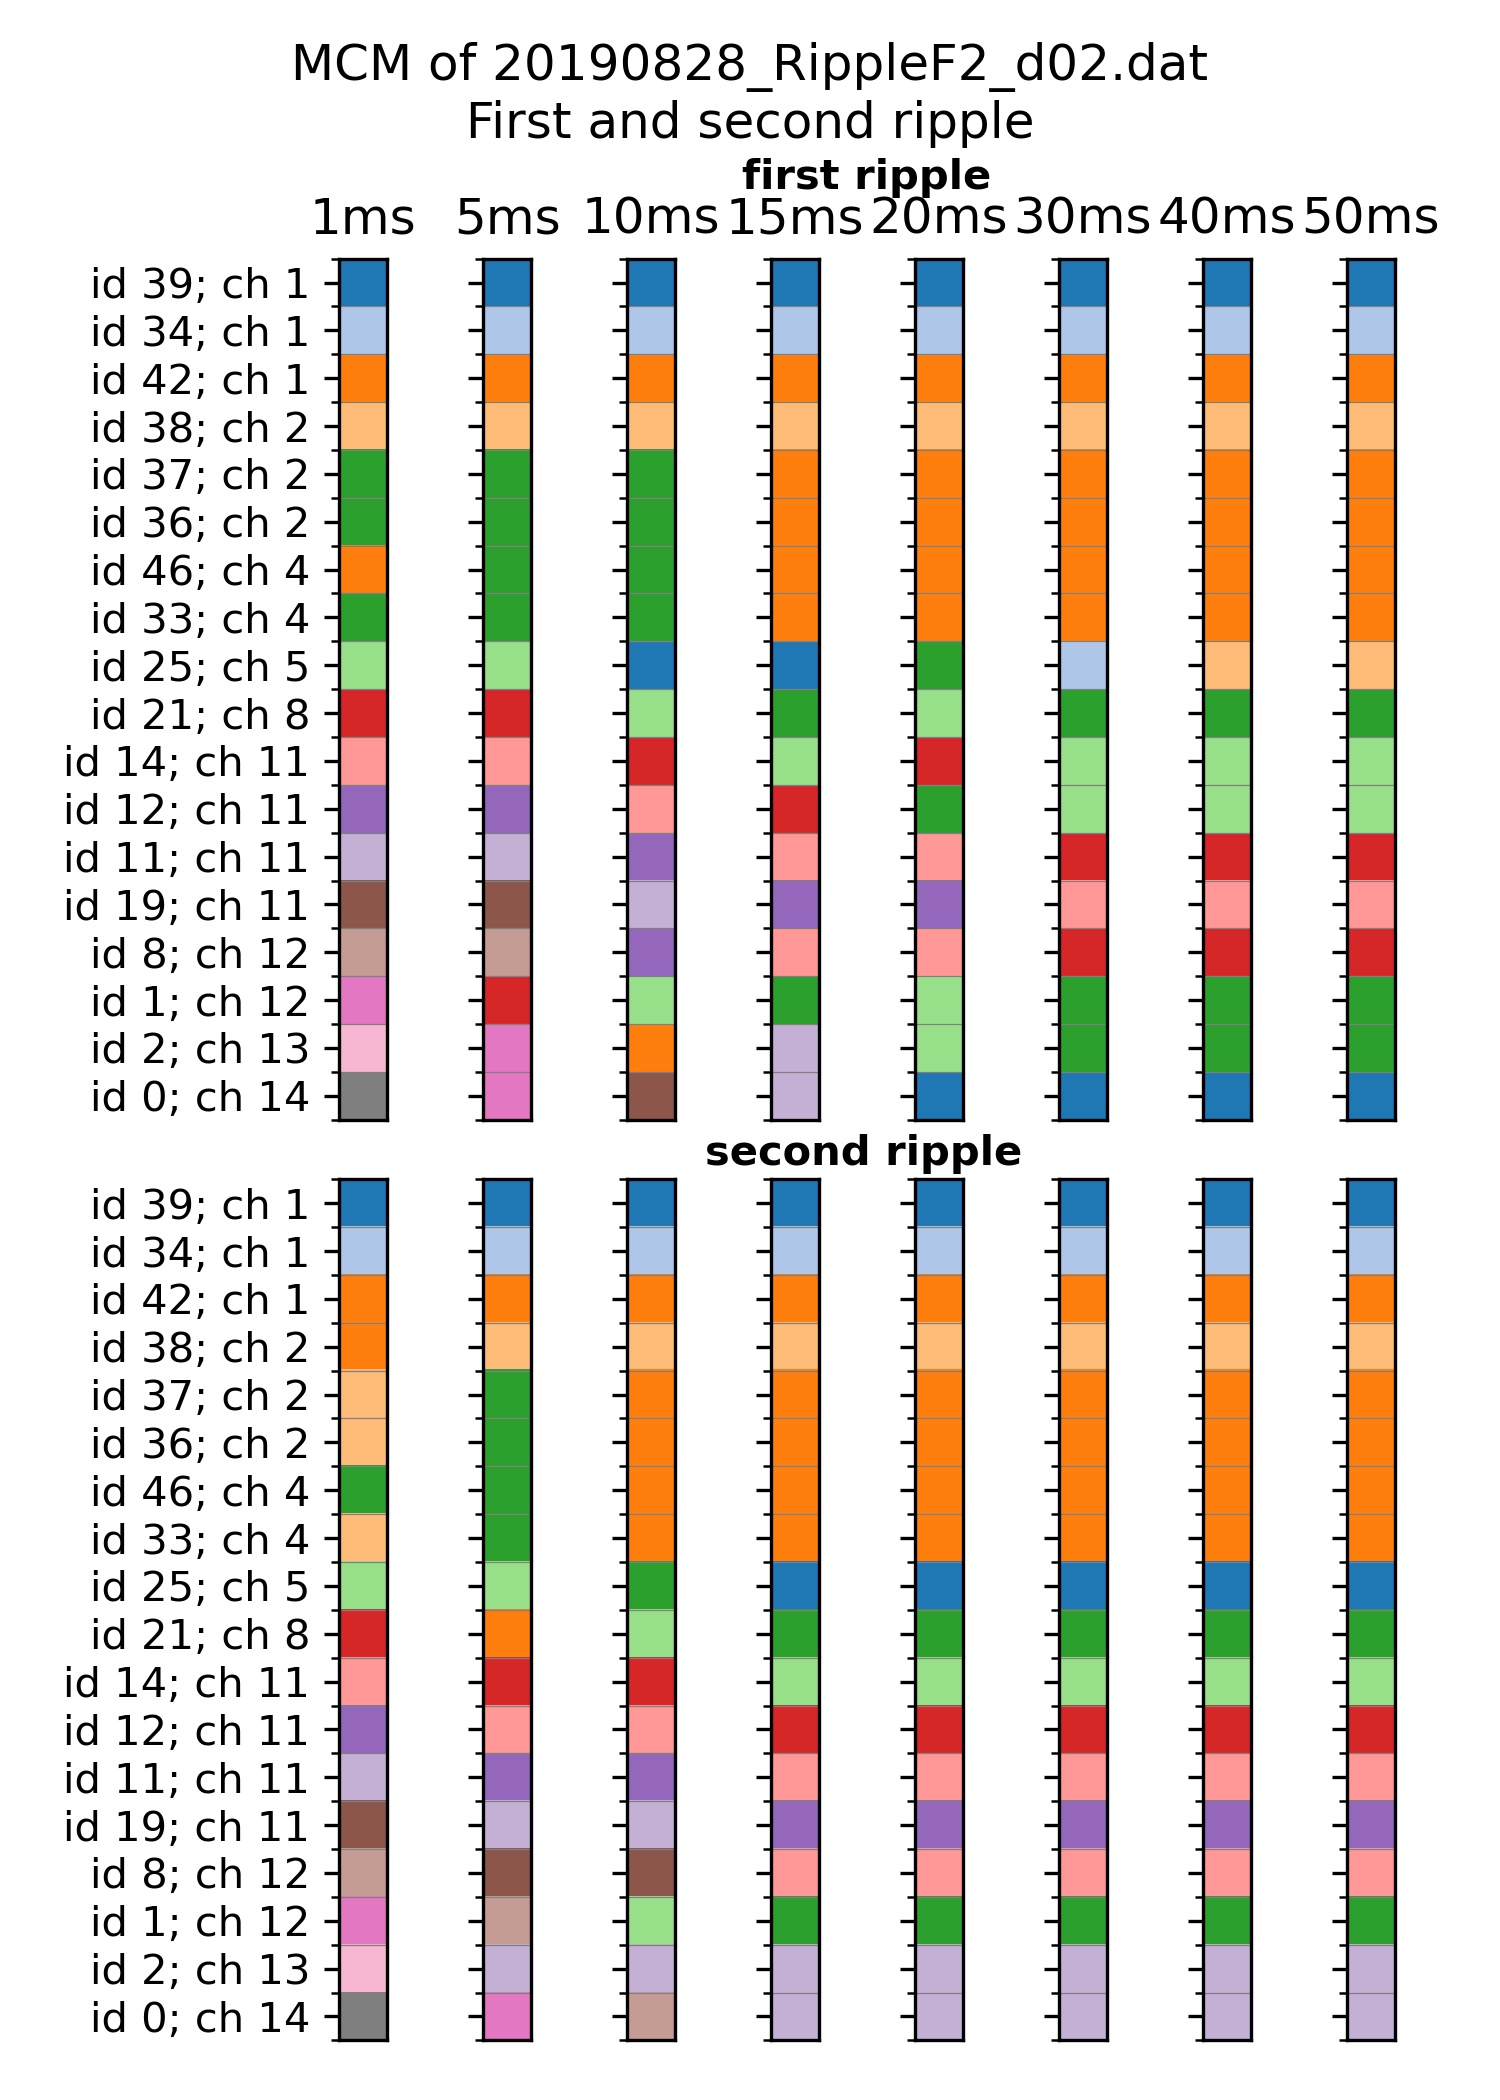 MCM of 20190828_RippleF2_d02.dat
First and second ripple
first ripple
1ms 5ms 10ms 15ms 20ms 30ms 40ms 50ms
id 39; ch 1
id 34; ch 1
id 42; ch 1
id 38; ch 2
id 37; ch 2
id 36; ch 2
id 46; ch 4
id 33; ch 4
id 25; ch 5
id 21; ch 8
id 14; ch 11
id 12; ch 11
id 11; ch 11
id 19; ch 11
id 8; ch 12
id 1; ch 12
id 2; ch 13
id 0; ch 14
second ripple
id 39; ch 1
id 34; ch 1
id 42; ch 1
id 38; ch 2
id 37; ch 2
id 36; ch 2
id 46; ch 4
id 33; ch 4
id 25; ch 5
id 21; ch 8
id 14; ch 11
id 12; ch 11
id 11; ch 11
id 19; ch 11
id 8; ch 12
id 1; ch 12
id 2; ch 13
id 0; ch 14